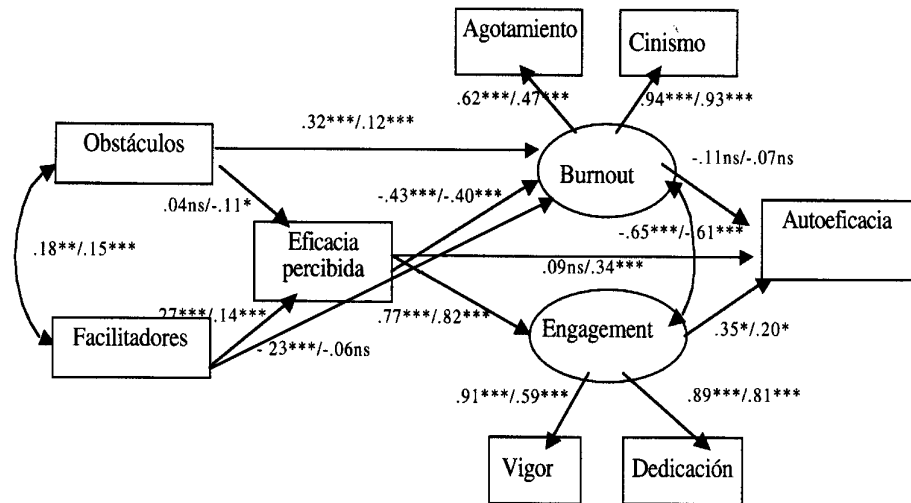 Agotamiento
Cinismo
.62***/.47***
.94***/.93***
.32***/.12***
Obstáculos
-.11ns/-.07ns
Burnout
-.43***/-.40***
.04ns/-.11*
Autoeficacia
Eficacia
percibida
-.65***/-.61***
.18**/.15***
.09ns/.34***
.27***/.14***
.77***/.82***
Engagement
Facilitadores
.35*/.20*
-.23***/-.06ns
.91***/.59***
.89***/.81***
Vigor
Dedicación